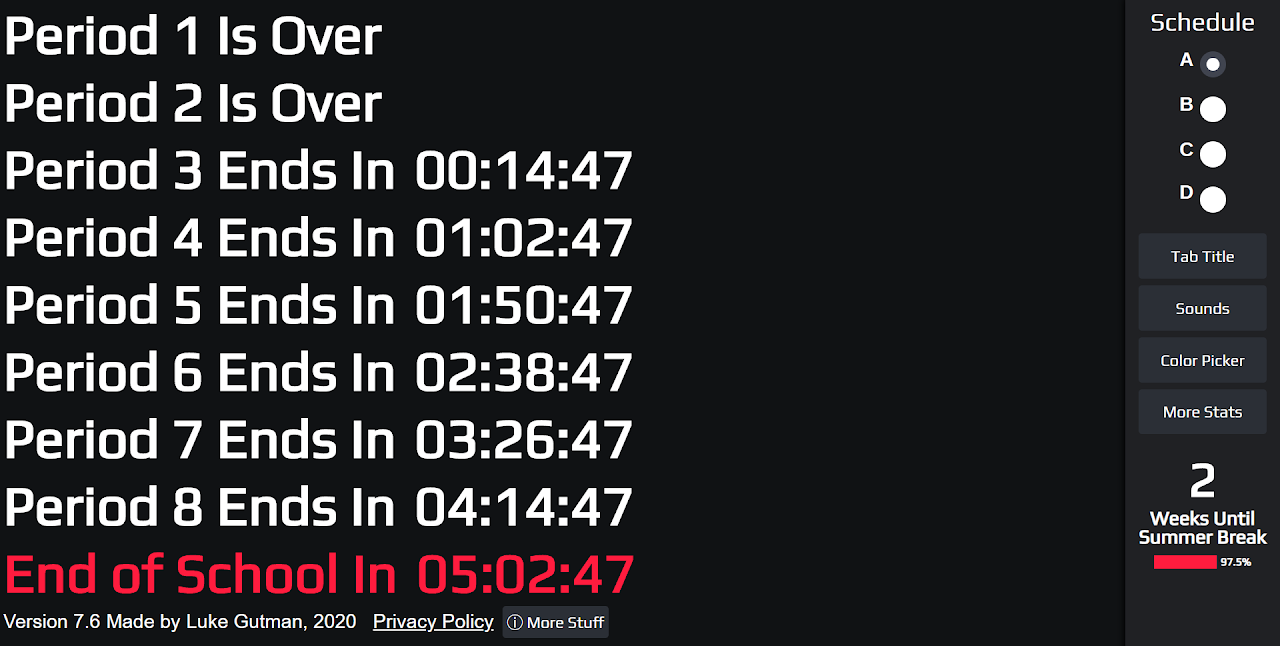 Period 1 Is Over
Period 2 Is Over
Period 3 Ends In 00:14:47
Period 4 Ends In 01:02:47
Period 5 Ends In 01:50:47
Period 6 Ends In 02:38:47
Period 7 Ends In 03:26:47
Period 8 Ends In 04:14:47
End of School In 05:02:47
Version 7.6 Made by Luke Gutman, 2020 Privacy Policy ⓘ More Stuff
Schedule
A
B
C
D
Tab Title
Sounds
Color Picker
More Stats
2
Weeks Until
Summer Break
97.5%